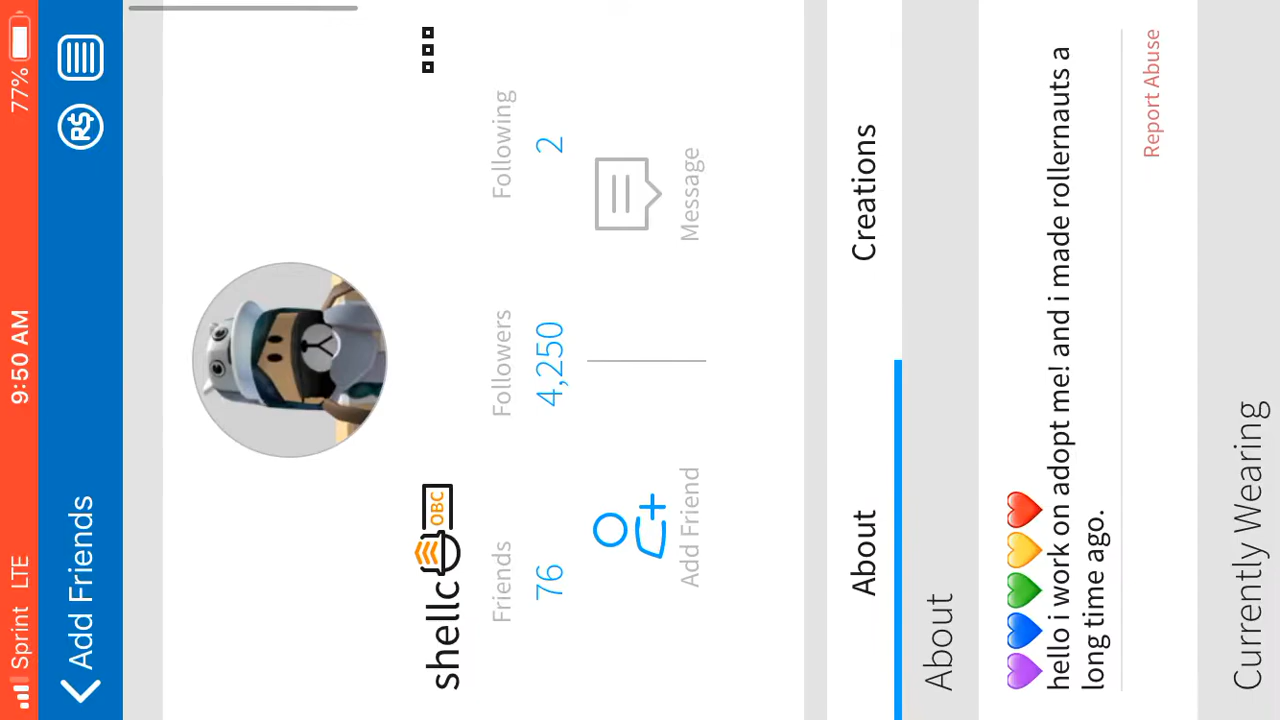 Sprint LTE 9:50 AM 77%
Add Friends R$
shellc OBC
Friends Followers Following
76 4,250 2
Add Friend Message
About Creations
About
💜💙💚💛❤️
hello i work on adopt me! and i made rollernauts a
long time ago.
Report Abuse
Currently Wearing